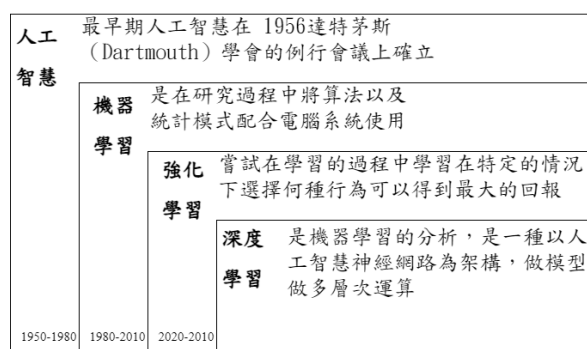 人工
智慧
最早期人工智慧在 1956達特茅斯
（Dartmouth）學會的例行會議上確立
機器
學習
是在研究過程中將算法以及
統計模式配合電腦系統使用
強化
學習
嘗試在學習的過程中學習在特定的情況
下選擇何種行為可以得到最大的回報
深度
學習
是機器學習的分析，是一種以人
工智慧神經網路為架構，做模型
做多層次運算
1950-1980
1980-2010
2020-2010